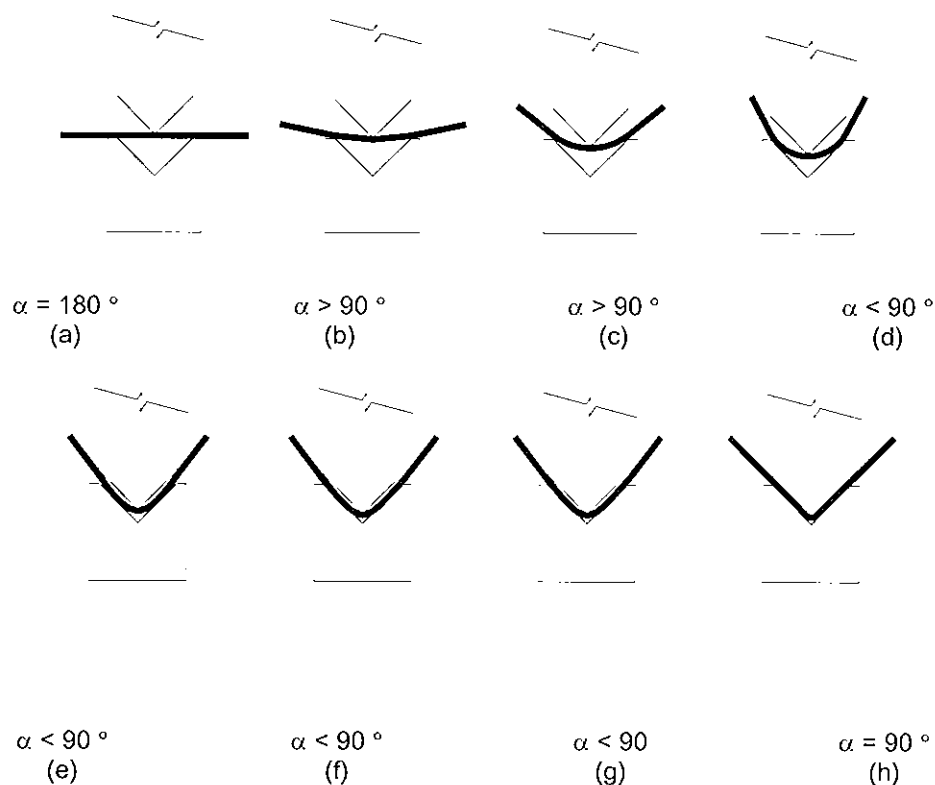 α = 180 ° α > 90 ° α > 90 ° α < 90 °
(a) (b) (c) (d)
α < 90 ° α < 90 ° α < 90 α = 90 °
(e) (f) (g) (h)